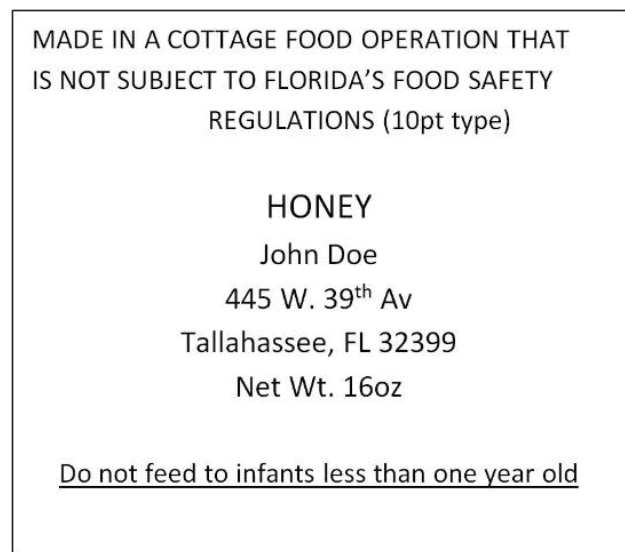 MADE IN A COTTAGE FOOD OPERATION THAT
IS NOT SUBJECT TO FLORIDA’S FOOD SAFETY
REGULATIONS (10pt type)
HONEY
John Doe
445 W. 39th Av
Tallahassee, FL 32399
Net Wt. 16oz
Do not feed to infants less than one year old